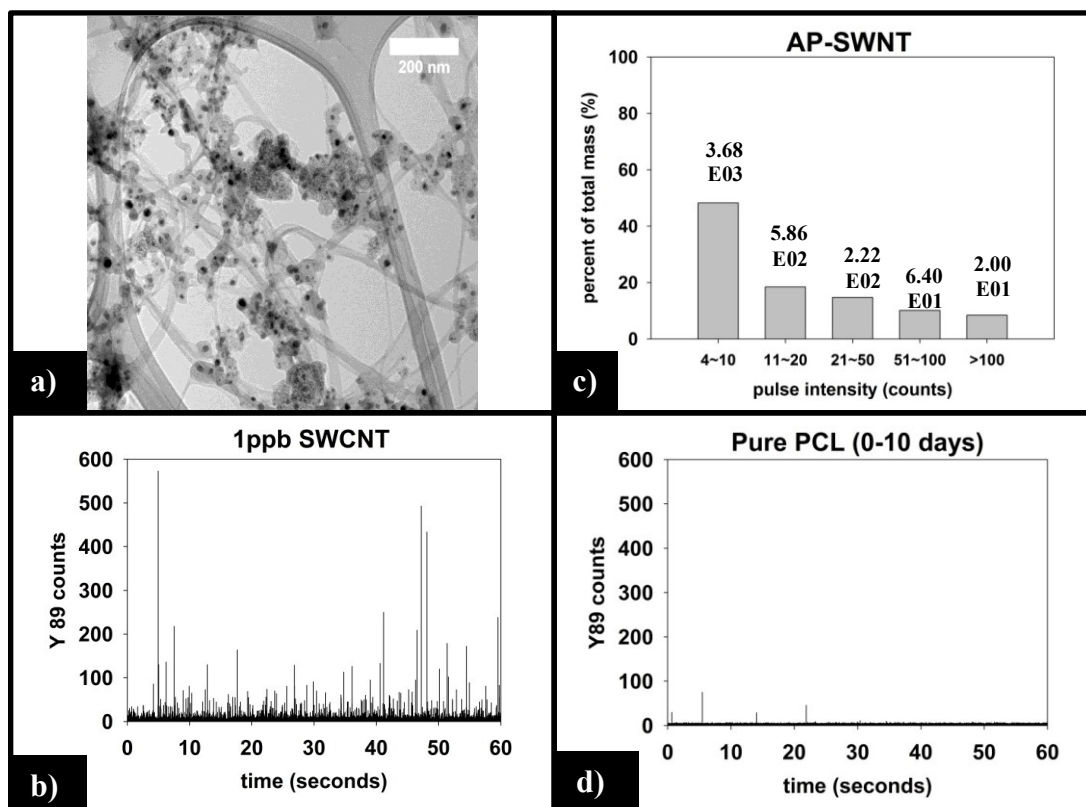 200 nm
a)
AP-SWNT
percent of total mass (%)
100
80
60
40
20
0
3.68
E03
5.86
E02
2.22
E02
6.40
E01
2.00
E01
4~10
11~20
21~50
51~100
>100
pulse intensity (counts)
c)
1ppb SWCNT
Y 89 counts
600
500
400
300
200
100
0
0
10
20
30
40
50
60
time (seconds)
b)
Pure PCL (0-10 days)
Y89 counts
600
500
400
300
200
100
0
0
10
20
30
40
50
60
time (seconds)
d)